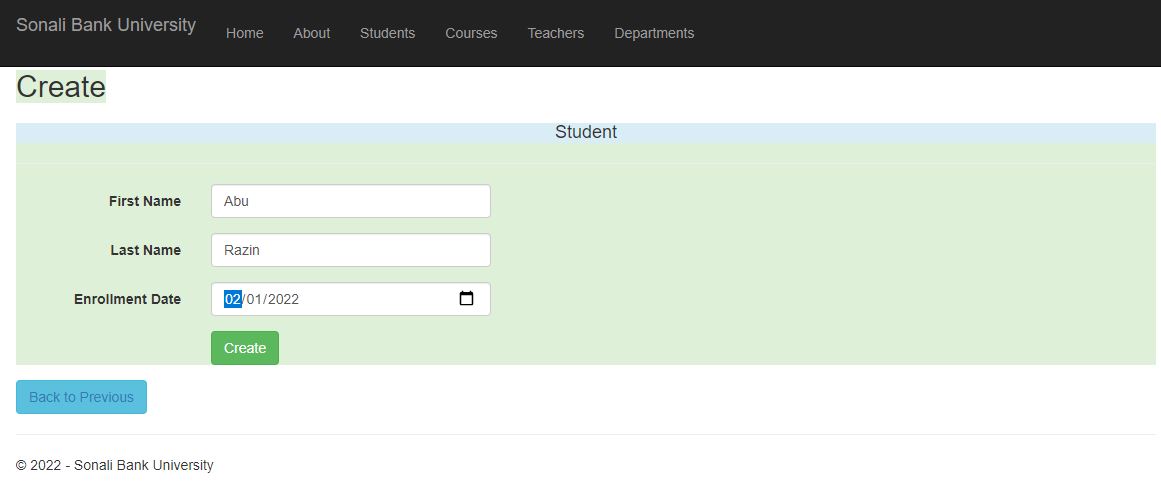 Sonali Bank University Home About Students Courses Teachers Departments
Create
Student
First Name Abu
Last Name Razin
Enrollment Date 02/01/2022
Create
Back to Previous
© 2022 - Sonali Bank University